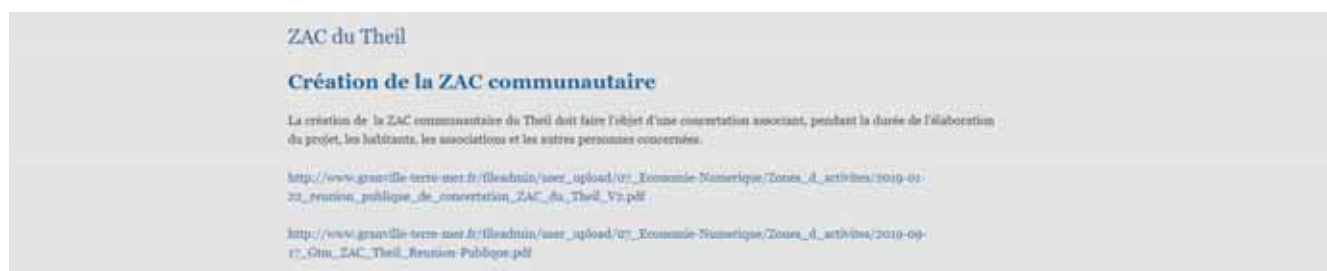 ZAC du Theil
Création de la ZAC communautaire
La création de la ZAC communautaire du Theil doit faire l'objet d'une concertation associant, pendant la durée de l'élaboration
du projet, les habitants, les associations et les autres personnes concernées.
http://www.granville-terre-mer.fr/fileadmin/user_upload/07_Economie-Numerique/Zones_d_activites/2019-01-
22_reunion_publique_de_concertation_ZAC_du_Theil_V2.pdf
http://www.granville-terre-mer.fr/fileadmin/user_upload/07_Economie-Numerique/Zones_d_activites/2019-09-
17_Gtm_ZAC_Theil_Reunion-Publique.pdf